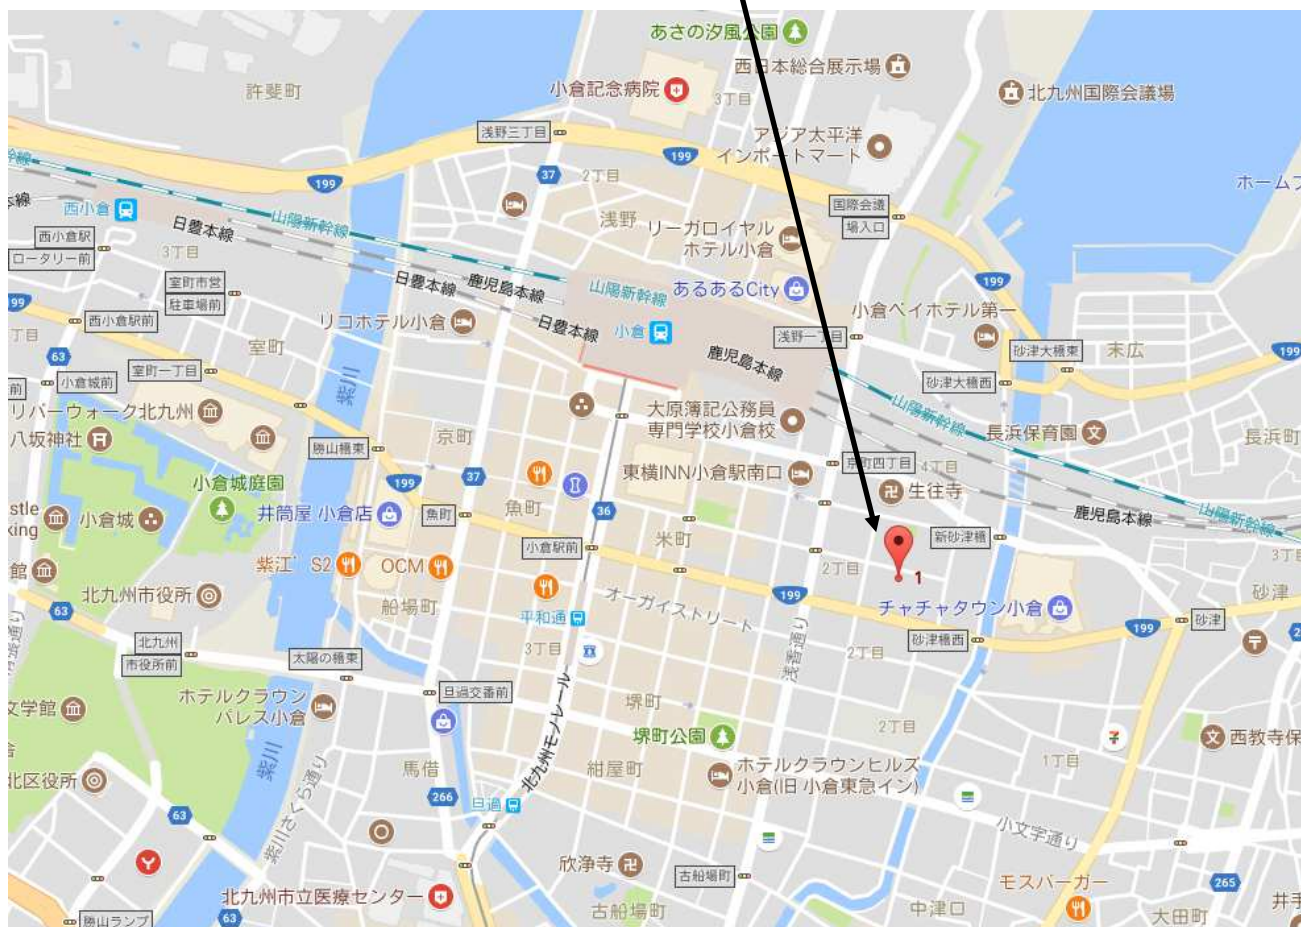 あさの汐風公園
西日本総合展示場
小倉記念病院
3丁目
北九州国際会議場
許斐町
浅野三丁目
アジア太平洋
インポートマート
199
37
2丁目
199
ホームプ
西小倉
山陽新幹線
日豊本線
浅野
リーガロイヤル
ホテル小倉
国際会議
場入口
西小倉駅
ロータリー前
3丁目
室町市営
駐車場前
日豊本線
鹿児島本線
山陽新幹線
あるあるCity
199
小倉ベイホテル第一
199
西小倉駅前
リコホテル小倉
日豊本線
小倉
浅野一丁目
丁目
63
室町
鹿児島本線
砂津大橋東
末広
199
小倉城前
室町一丁目
紫川
砂津大橋西
前
リバーウォーク北九州
大原簿記公務員
専門学校小倉校
山陽新幹線
八坂神社
勝山橋東
京町
長浜保育園
長浜町
東横INN小倉駅南口
京町四丁目
4丁目
小倉城庭園
199
37
生往寺
山陽新幹線
stle
king
小倉城
井筒屋 小倉店
魚町
魚町
36
鹿児島本線
小倉駅前
米町
新砂津橋
3丁
館
紫江'S2
OCM
2丁目
1
北九州市役所
船場町
オーガイストリート
199
チャチャタウン小倉
砂津
63
平和通
199
砂津
北九州
市役所前
太陽の橋東
3丁目
浅香通り
2丁目
砂津橋西
旦過交番前
文学館
ホテルクラウン
パレス小倉
堺町
2丁目
堺町公園
西教寺保
北九州モノレール
紫川
北区役所
馬借
紺屋町
ホテルクラウンヒルズ
小倉(旧 小倉東急イン)
1丁目
266
旦過
63
紫川さくら通り
小文字通り
欣浄寺
古船場町
モスバーガー
265
北九州市立医療センター
63
勝山ランプ
63
古船場町
中津口
大田町
井手